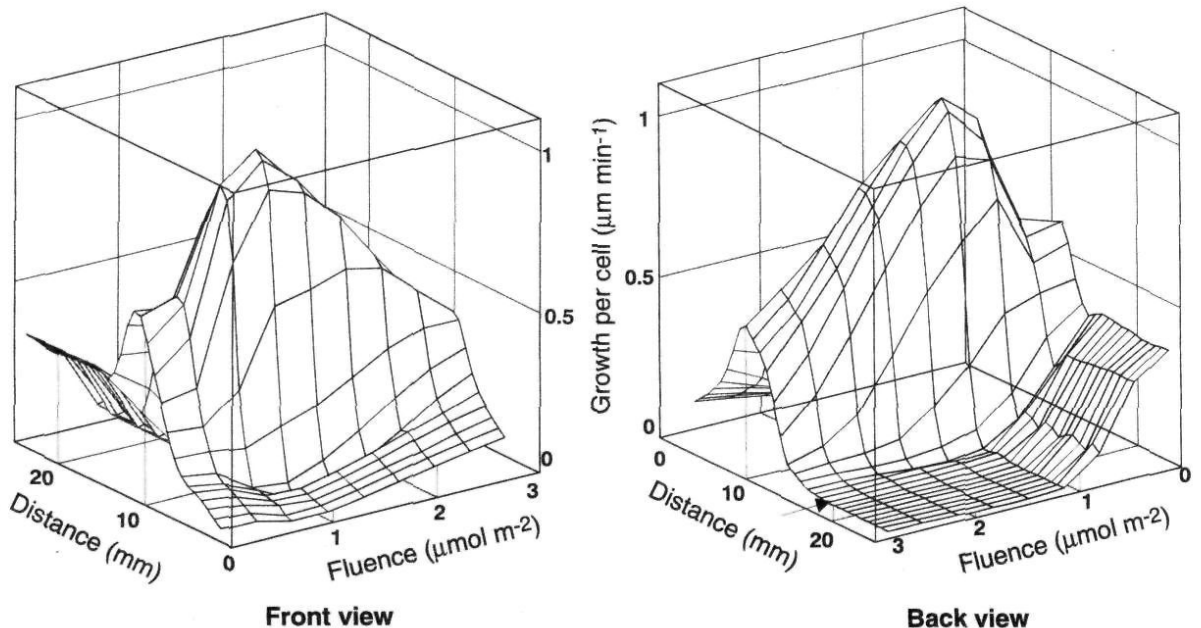 1
0.5
0
20
10
0
1
2
3
Distance (mm)
Fluence (μmol m-2)
Front view
Growth per cell (μm min-1)
1
0.5
0
0
10
20
3
2
1
0
Distance (mm)
Fluence (μmol m-2)
Back view